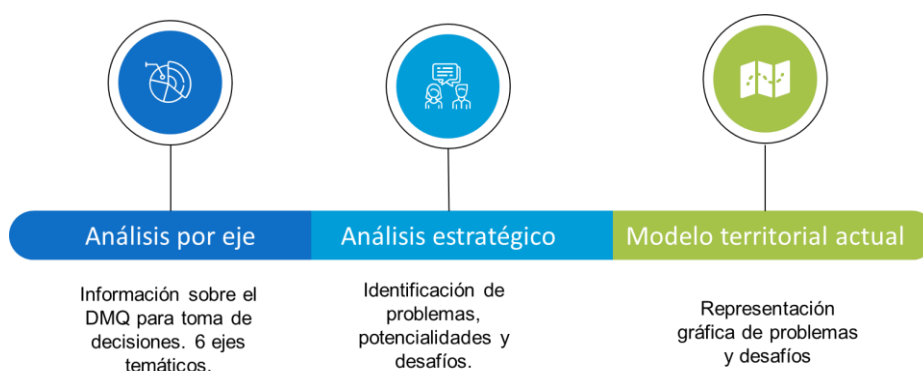 Análisis por eje
Análisis estratégico
Modelo territorial actual
Información sobre el
DMQ para toma de
decisiones. 6 ejes
temáticos.
Identificación de
problemas,
potencialidades y
desafíos.
Representación
gráfica de problemas
y desafíos